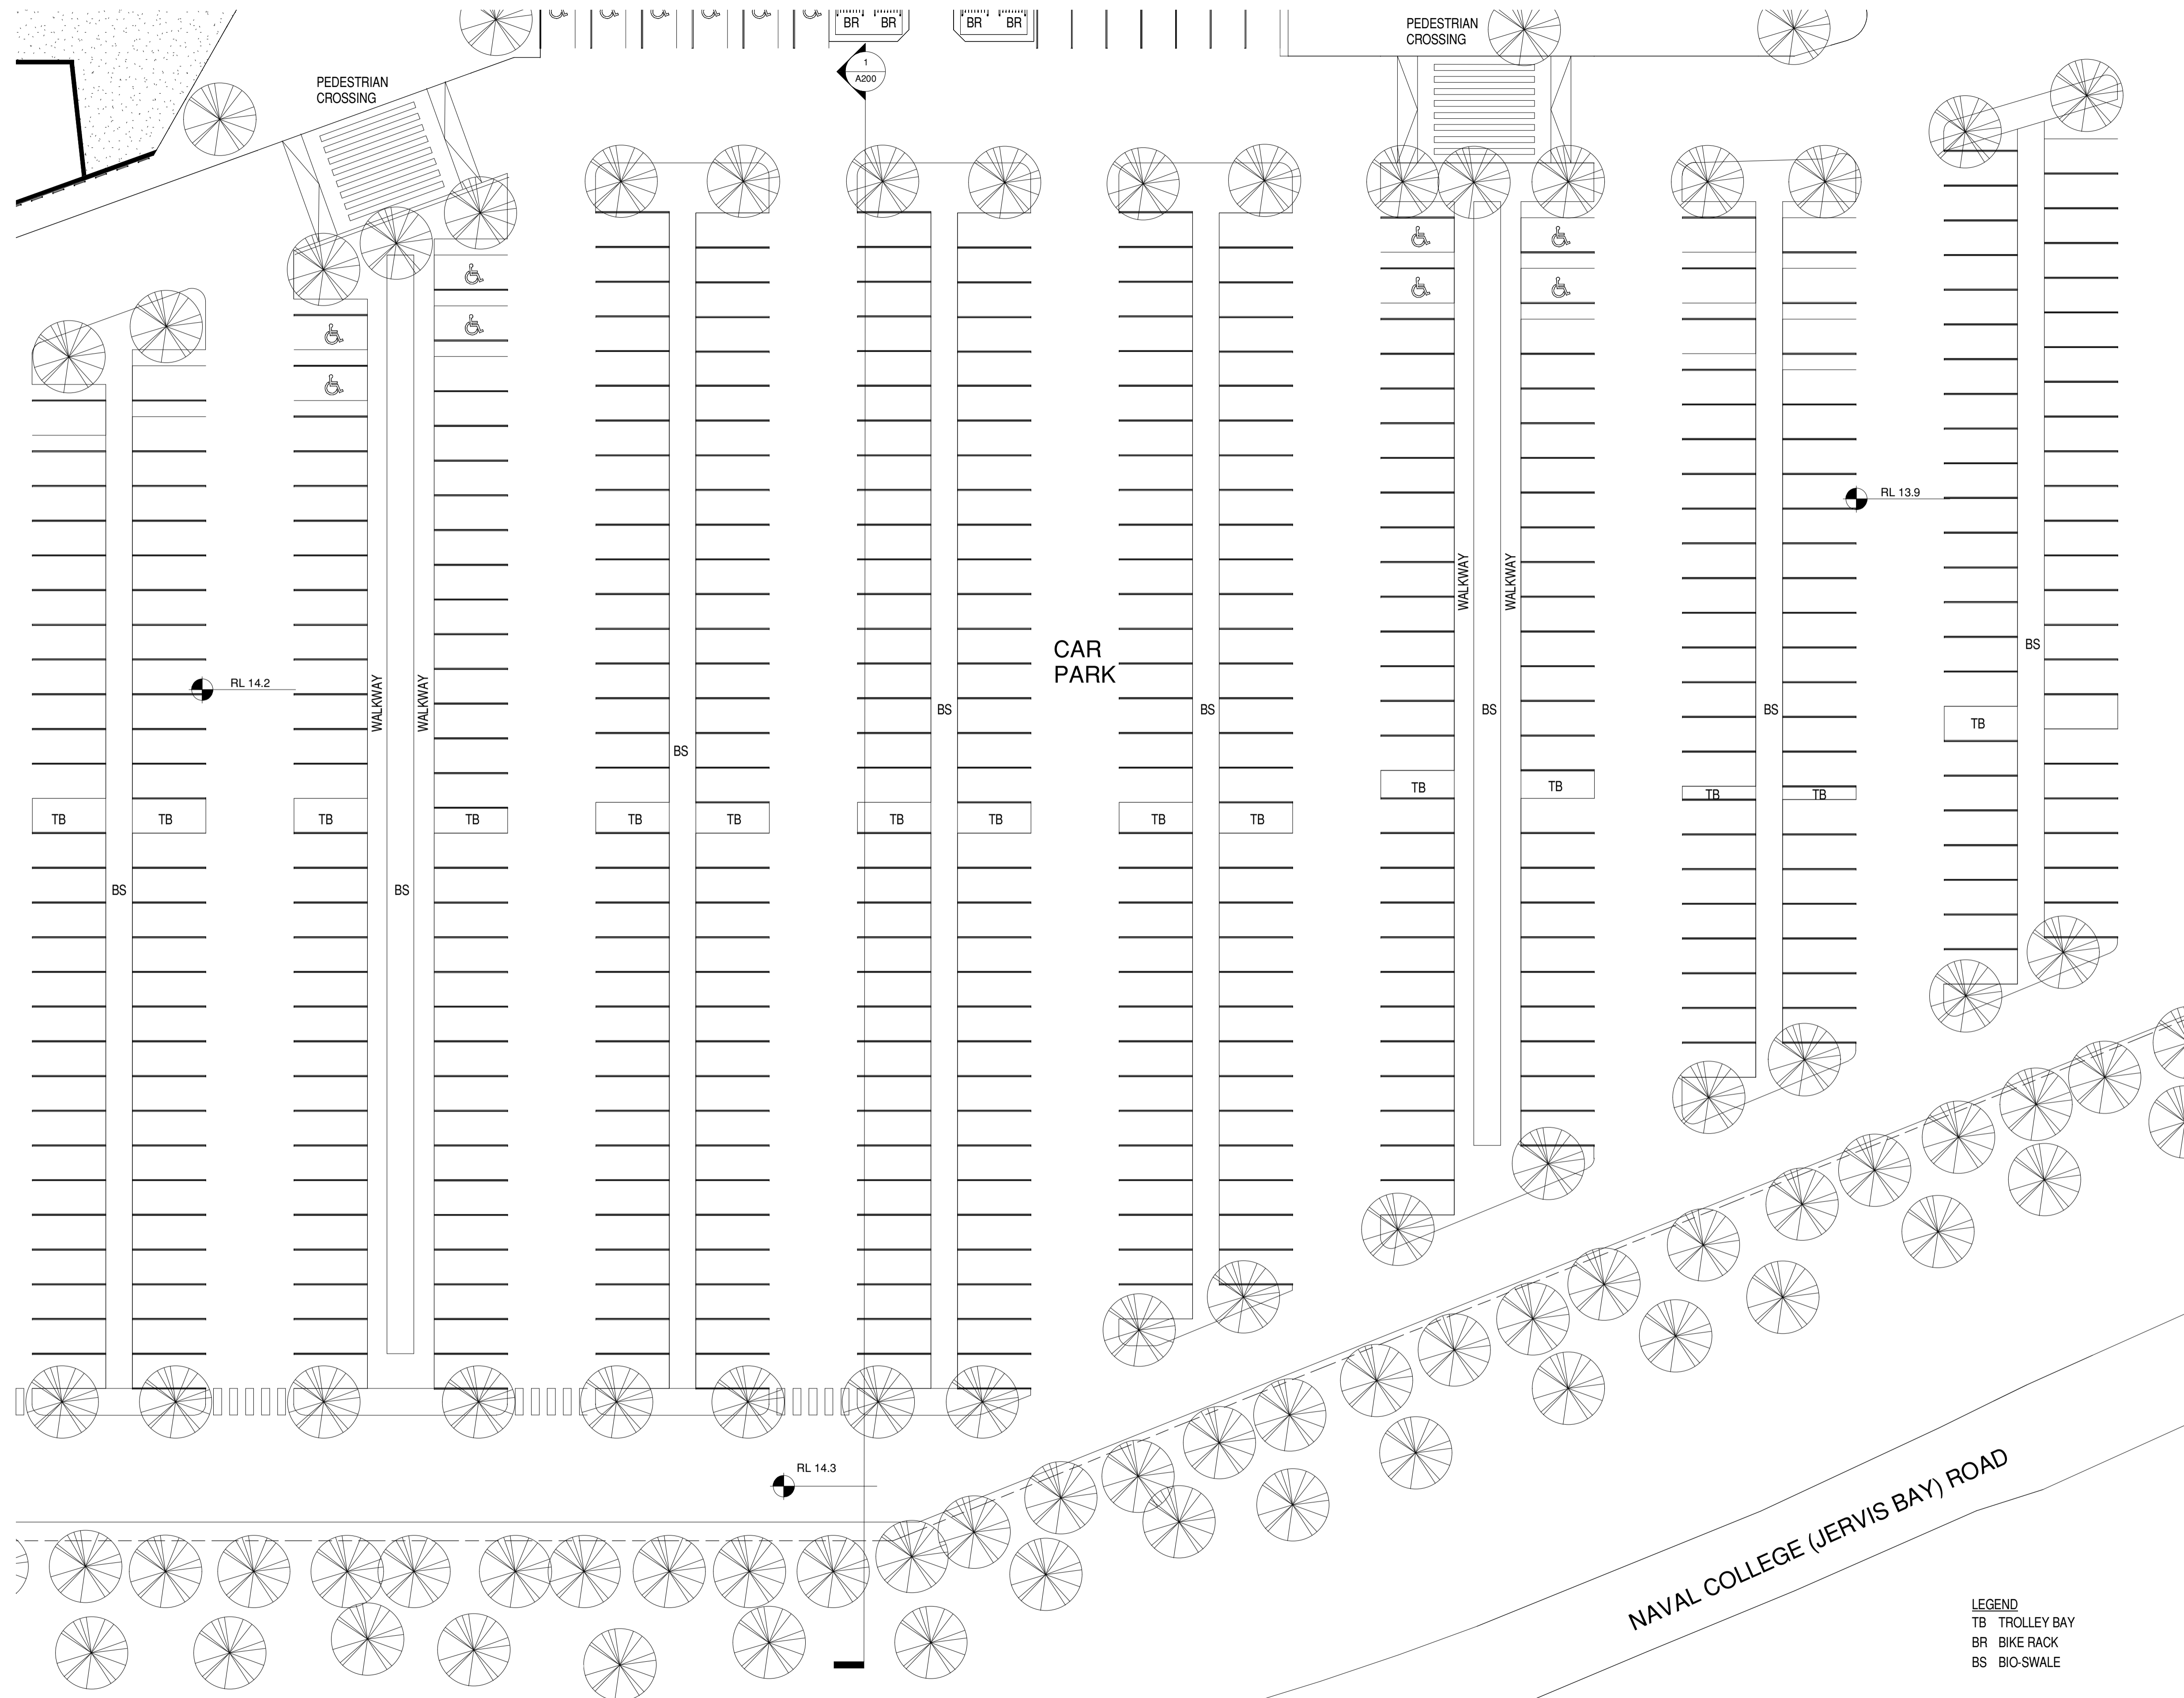 BR BR BR BR
PEDESTRIAN
CROSSING
1
A200
PEDESTRIAN
CROSSING
RL 13.9
WALKWAY WALKWAY
BS
CAR
PARK
RL 14.2
WALKWAY WALKWAY
BS BS BS BS
TB
BS
TB TB
TB TB
TB TB TB TB TB TB TB TB TB TB
BS BS
RL 14.3
NAVAL COLLEGE (JERVIS BAY) ROAD
LEGEND
TB TROLLEY BAY
BR BIKE RACK
BS BIO-SWALE